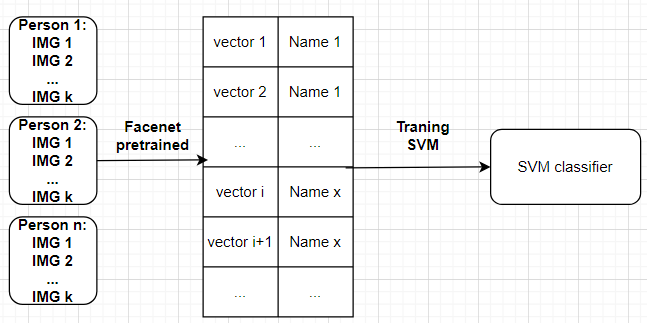 Person 1:
IMG 1
IMG 2
...
IMG k
Person 2:
IMG 1
IMG 1
...
IMG k
Person n:
IMG 1
IMG 2
...
IMG k
Facenet
pretrained
vector 1 Name 1
vector 2 Name 1
... ...
vector i Name x
vector i+1 Name x
... ...
Traning
SVM
SVM classifier